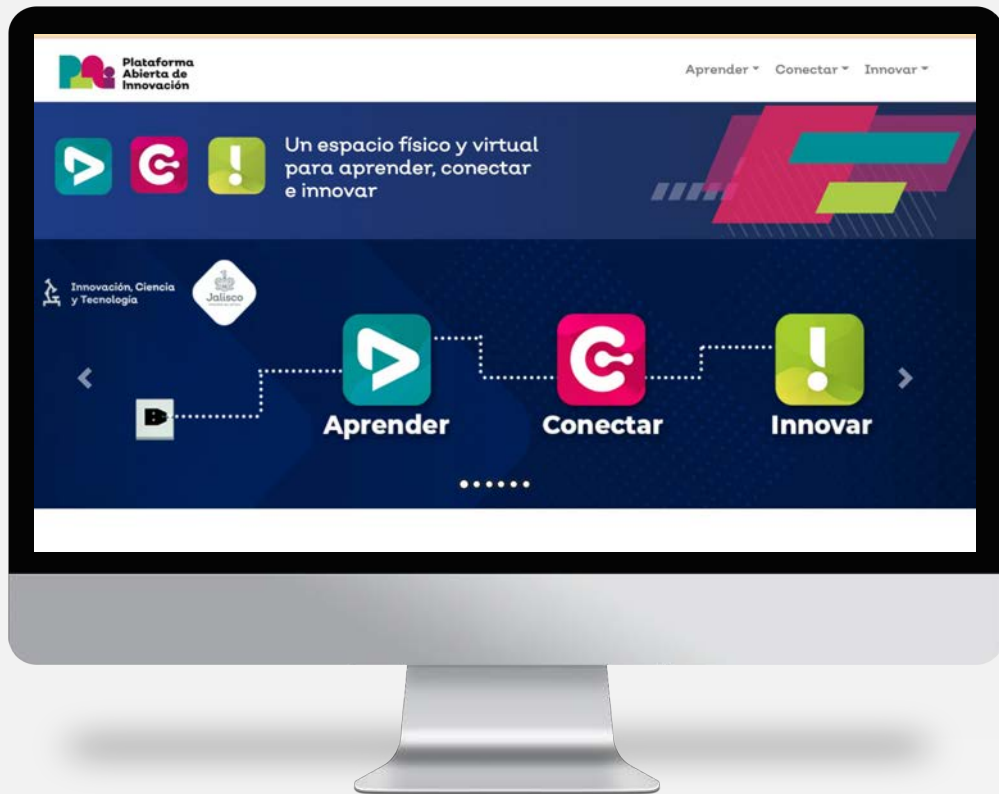 Plataforma
Abierta de
Innovación
Aprender Conectar Innovar
Un espacio físico y virtual
para aprender, conectar
e innovar
Innovación, Ciencia
y Tecnología
Jalisco
Aprender Conectar Innovar